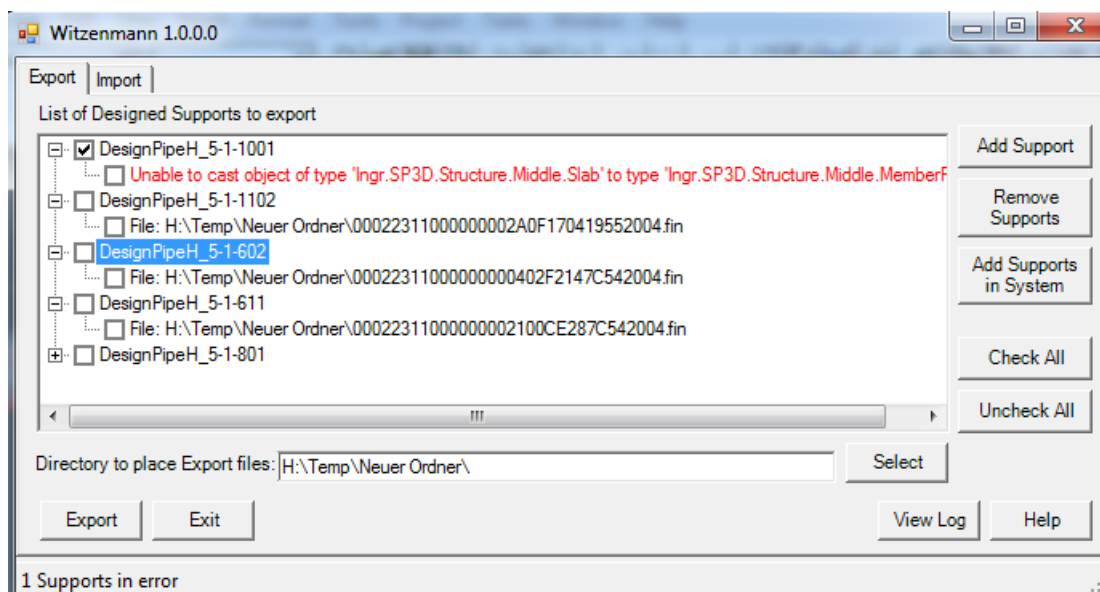 Witzenmann 1.0.0.0
Export
Import
List of Designed Supports to export
DesignPipeH_5-1-1001
Unable to cast object of type 'Ingr.SP3D.Structure.Middle.Slab' to type 'Ingr.SP3D.Structure.Middle.MemberF
DesignPipeH_5-1-1102
File: H:\Temp\Neuer Ordner\00022311000000002A0F170419552004.fin
DesignPipeH_5-1-602
File: H:\Temp\Neuer Ordner\00022311000000000402F2147C542004.fin
DesignPipeH_5-1-611
File: H:\Temp\Neuer Ordner\00022311000000002100CE287C542004.fin
DesignPipeH_5-1-801
Add Support
Remove
Supports
Add Supports
in System
Check All
Uncheck All
Directory to place Export files: H:\Temp\Neuer Ordner\
Select
Export
Exit
View Log
Help
1 Supports in error